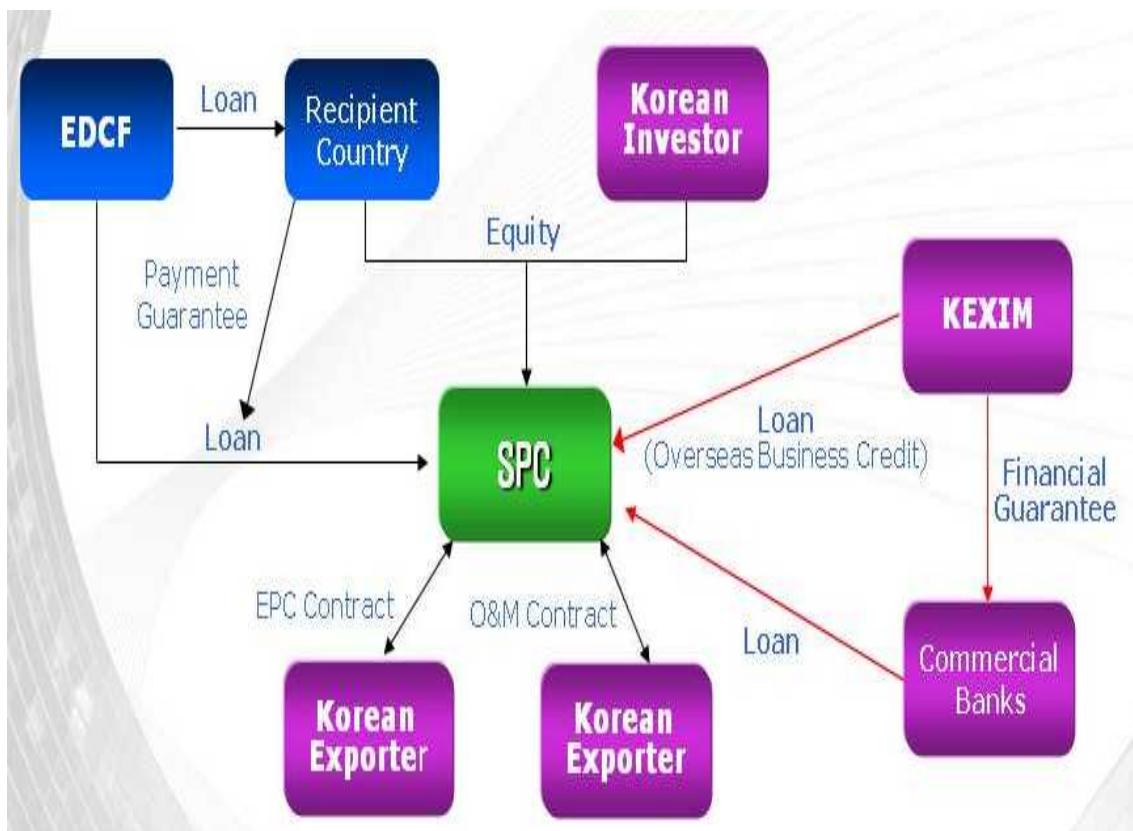 EDCF
Loan
Recipient
Country
Korean
Investor
Equity
Payment
Guarantee
KEXIM
Loan
SPC
Loan
(Overseas Business Credit)
Financial
Guarantee
EPC Contract
O&M Contract
Loan
Commercial
Banks
Korean
Exporter
Korean
Exporter